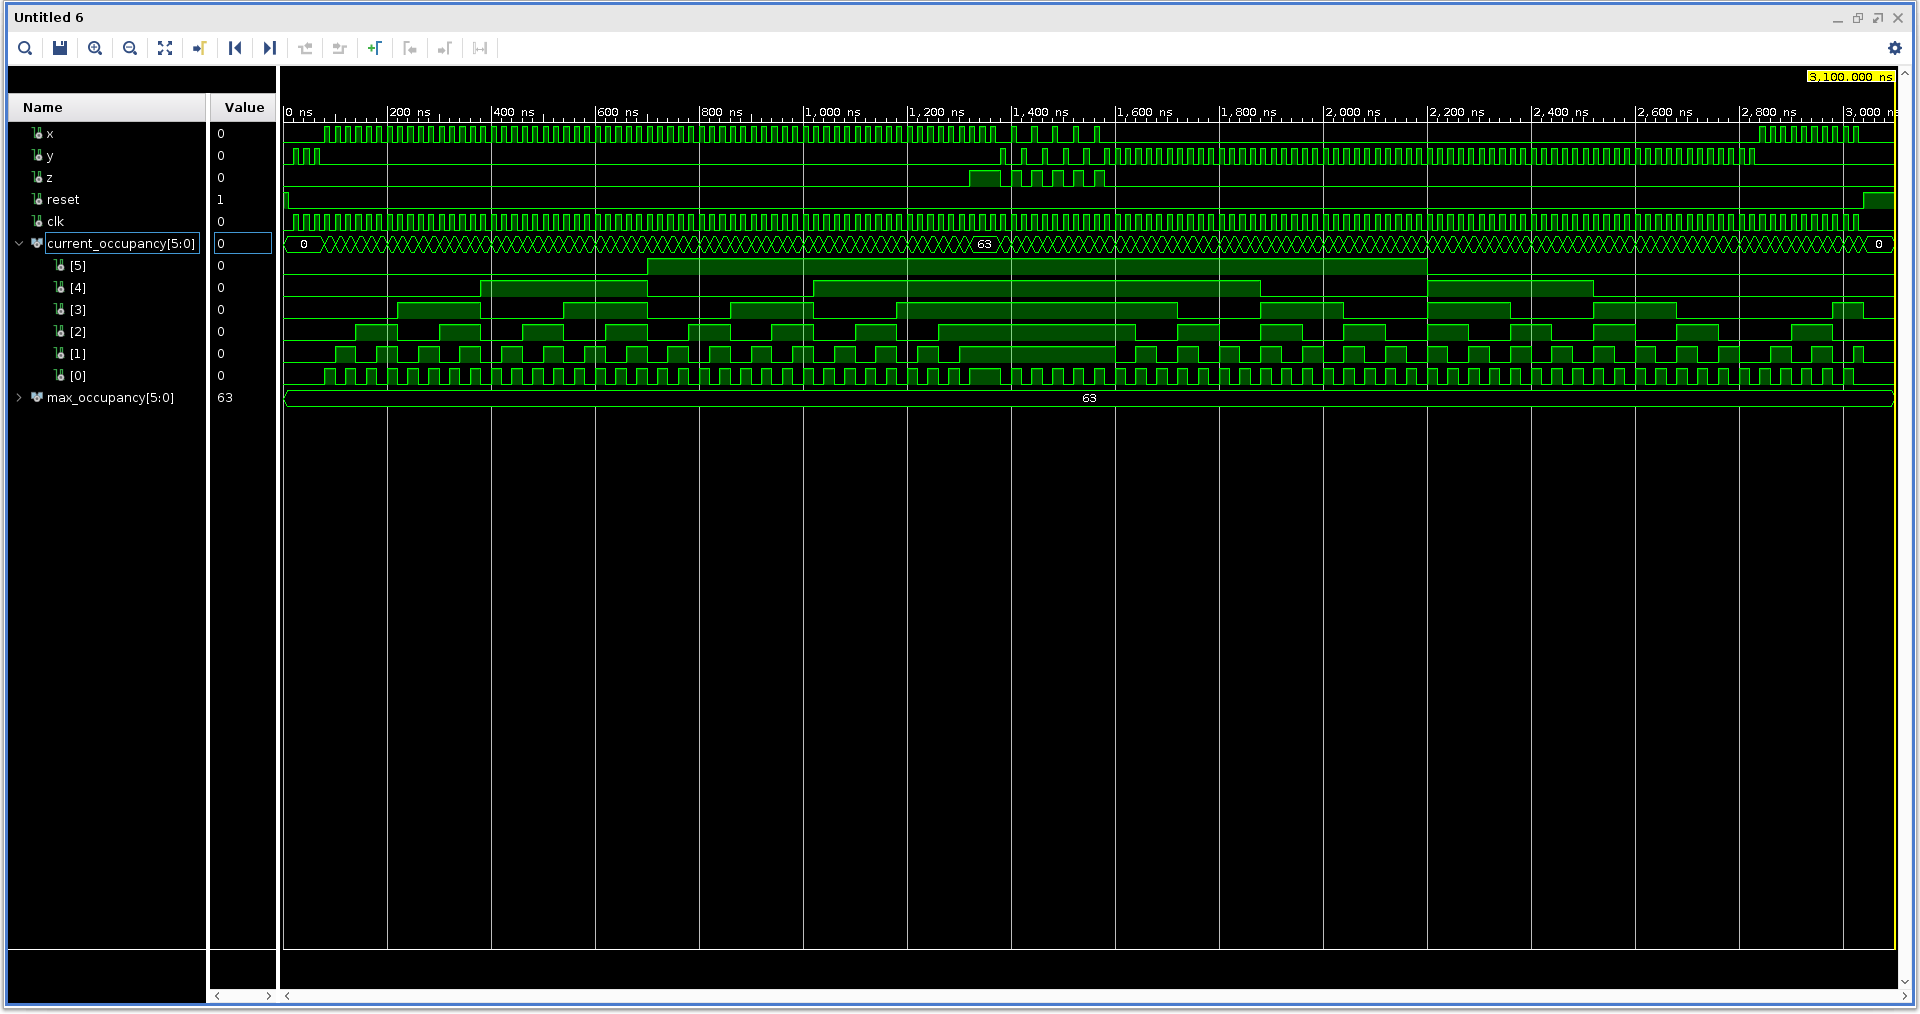 Untitled 6
3,100.000 ns
Name Value
0 ns 200 ns 400 ns 600 ns 800 ns 1,000 ns 1,200 ns 1,400 ns 1,600 ns 1,800 ns 2,000 ns 2,200 ns 2,400 ns 2,600 ns 2,800 ns 3,000 n
x 0
y 0
z 0
reset 1
clk 0
current_occupancy[5:0] 0 0 63 0
[5] 0
[4] 0
[3] 0
[2] 0
[1] 0
[0] 0
max_occupancy[5:0] 63 63